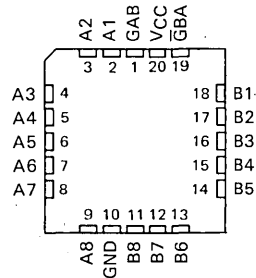 A2 A1 GAB VCC G̅BA
3 2 1 20 19
A3 4 18 B1
A4 5 17 B2
A5 6 16 B3
A6 7 15 B4
A7 8 14 B5
9 10 11 12 13
A8 GND B8 B7 B6